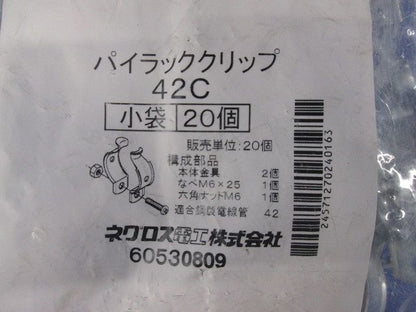 パイラッククリップ
42C
小袋 20個
販売単位:20個
構成部品
本体金具 2個
なべM6×25 1個
六角ナットM6 1個
適合鋼製電線管 42
ネグロス電工株式会社
60530809
24571270240163